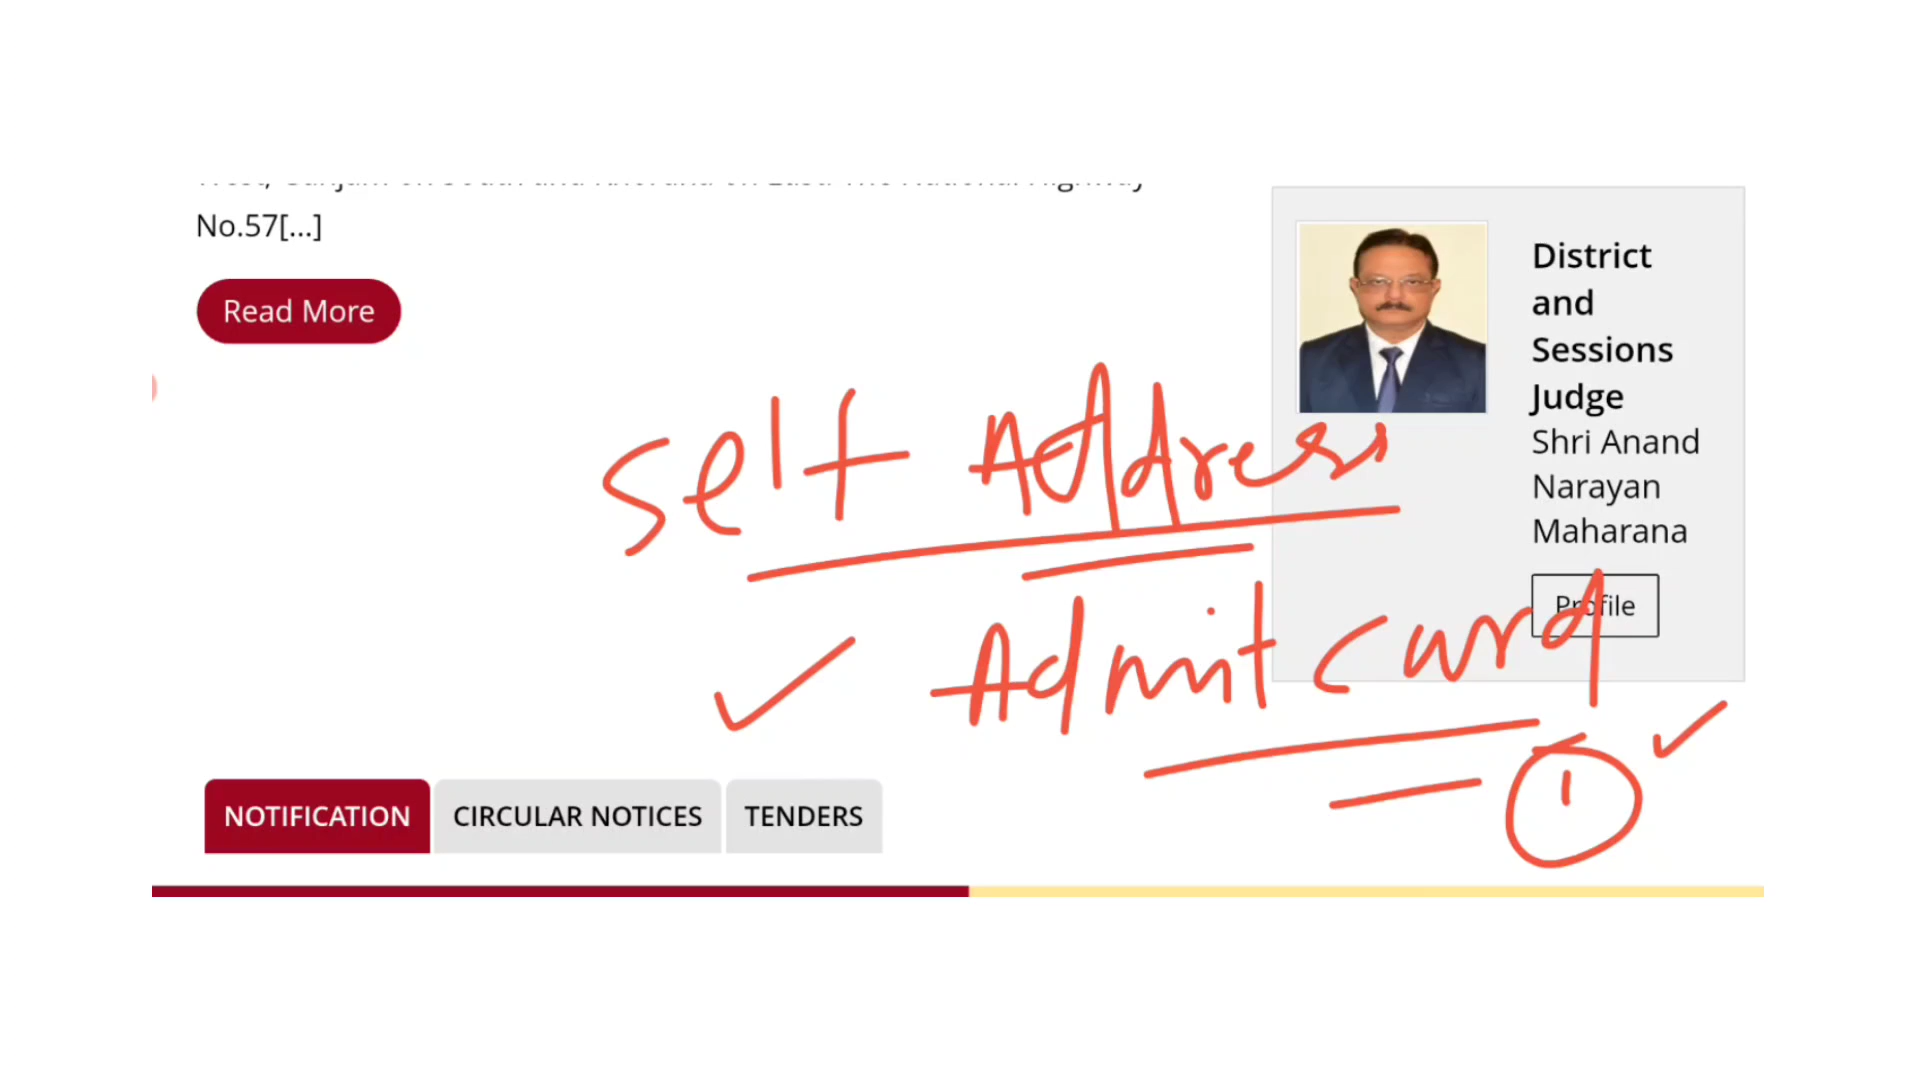 No.57[...]
Read More
District
and
Sessions
Judge
Shri Anand
Narayan
Maharana
Profile
Self Address
Admit card
1
NOTIFICATION
CIRCULAR NOTICES
TENDERS